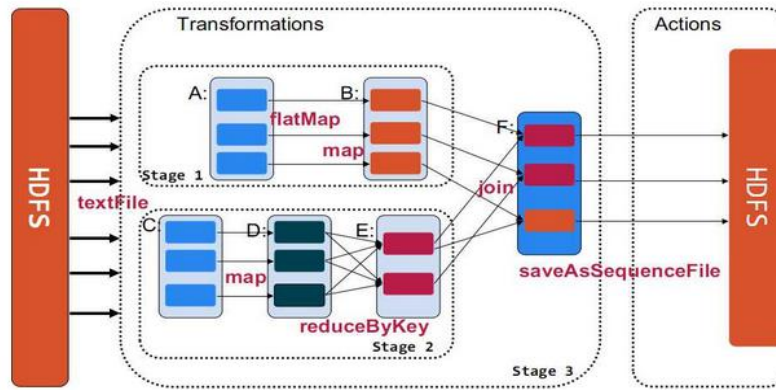 Transformations
Actions
HDFS
textFile
A:
B:
flatMap
map
Stage 1
F:
join
C:
D:
E:
map
reduceByKey
Stage 2
saveAsSequenceFile
Stage 3
HDFS